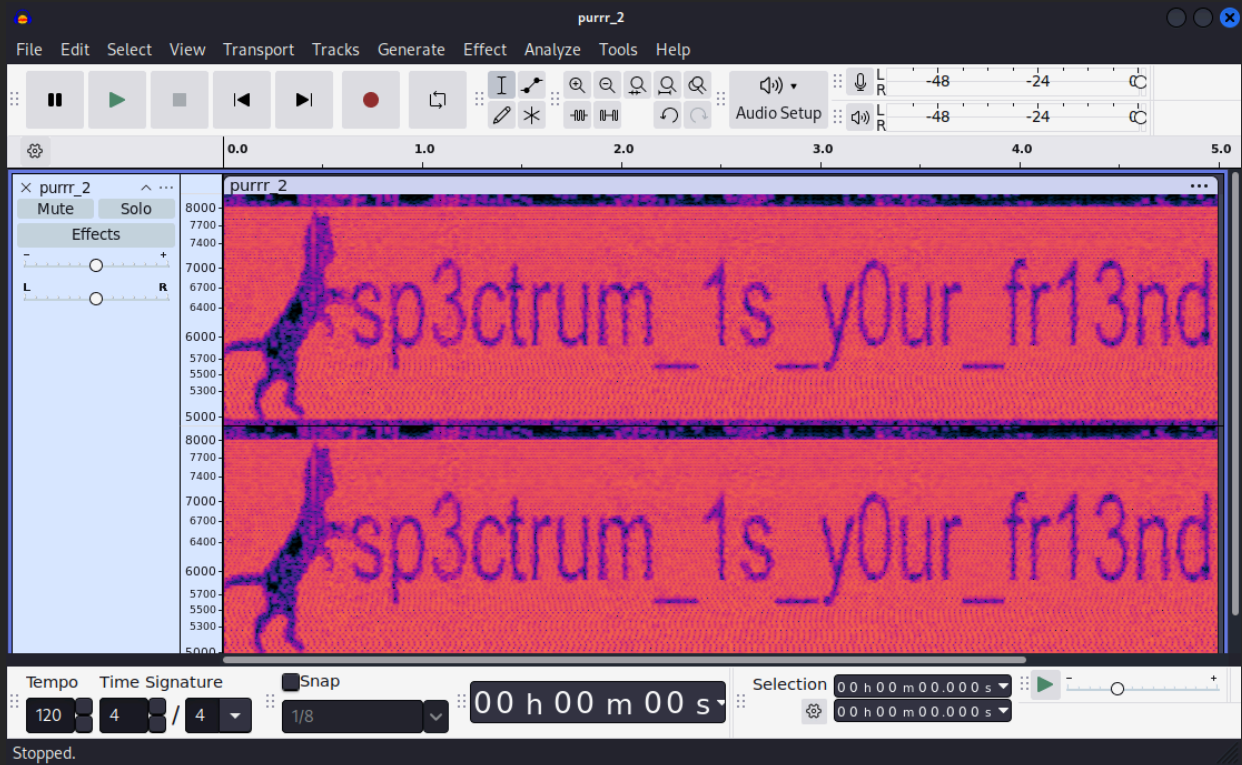 purrr_2
File Edit Select View Transport Tracks Generate Effect Analyze Tools Help
L R -48 -24 0
Audio Setup
L R -48 -24 0
0.0 1.0 2.0 3.0 4.0 5.0
purrr_2
purrr_2
Mute Solo
Effects
- +
L R
8000
7700
7400
7000
6700
6400
6000
5700
5500
5300
5000
sp3ctrum_1s_y0ur_fr13nd
8000
7700
7400
7000
6700
6400
6000
5700
5500
5300
5000
sp3ctrum_1s_y0ur_fr13nd
Tempo Time Signature Snap
120 4 / 4 1/8
00 h 00 m 00 s
Selection
00 h 00 m 00.000 s
00 h 00 m 00.000 s
- +
Stopped.